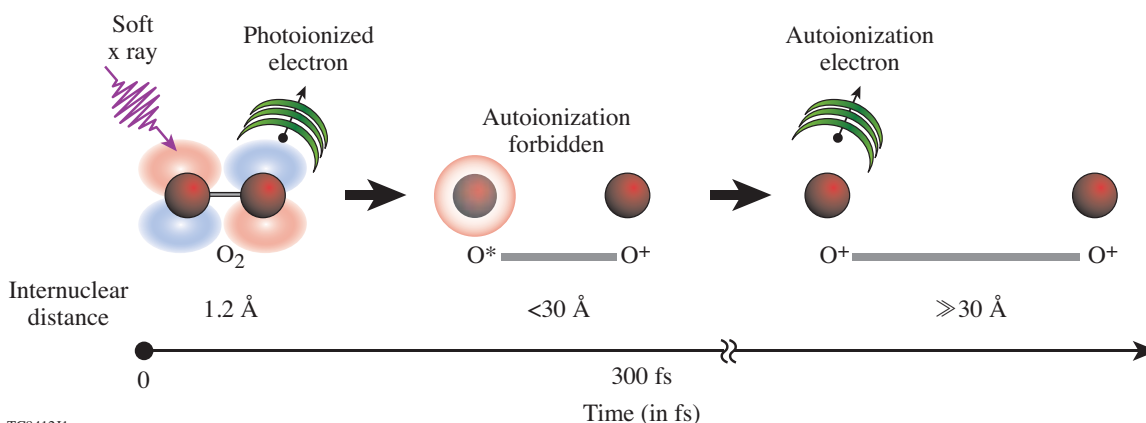 Soft
x ray
Photoionized
electron
Autoionization
forbidden
Autoionization
electron
O₂
O* O⁺
O⁺ O⁺
Internuclear
distance
1.2 Å <30 Å ≫30 Å
0 300 fs
Time (in fs)